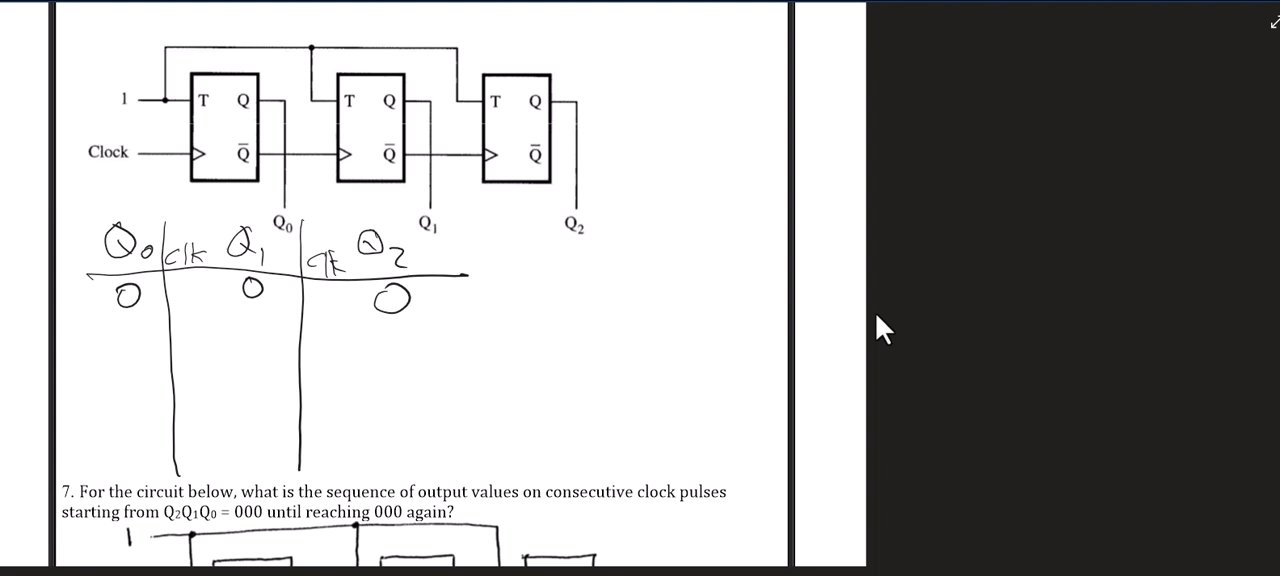 1 T Q T Q T Q
Clock Q̅ Q̅ Q̅
Q₀ Q₁ Q₂
Q₀ clk Q₁ clk Q₂
0 0 0
7. For the circuit below, what is the sequence of output values on consecutive clock pulses
starting from Q₂Q₁Q₀ = 000 until reaching 000 again?
1